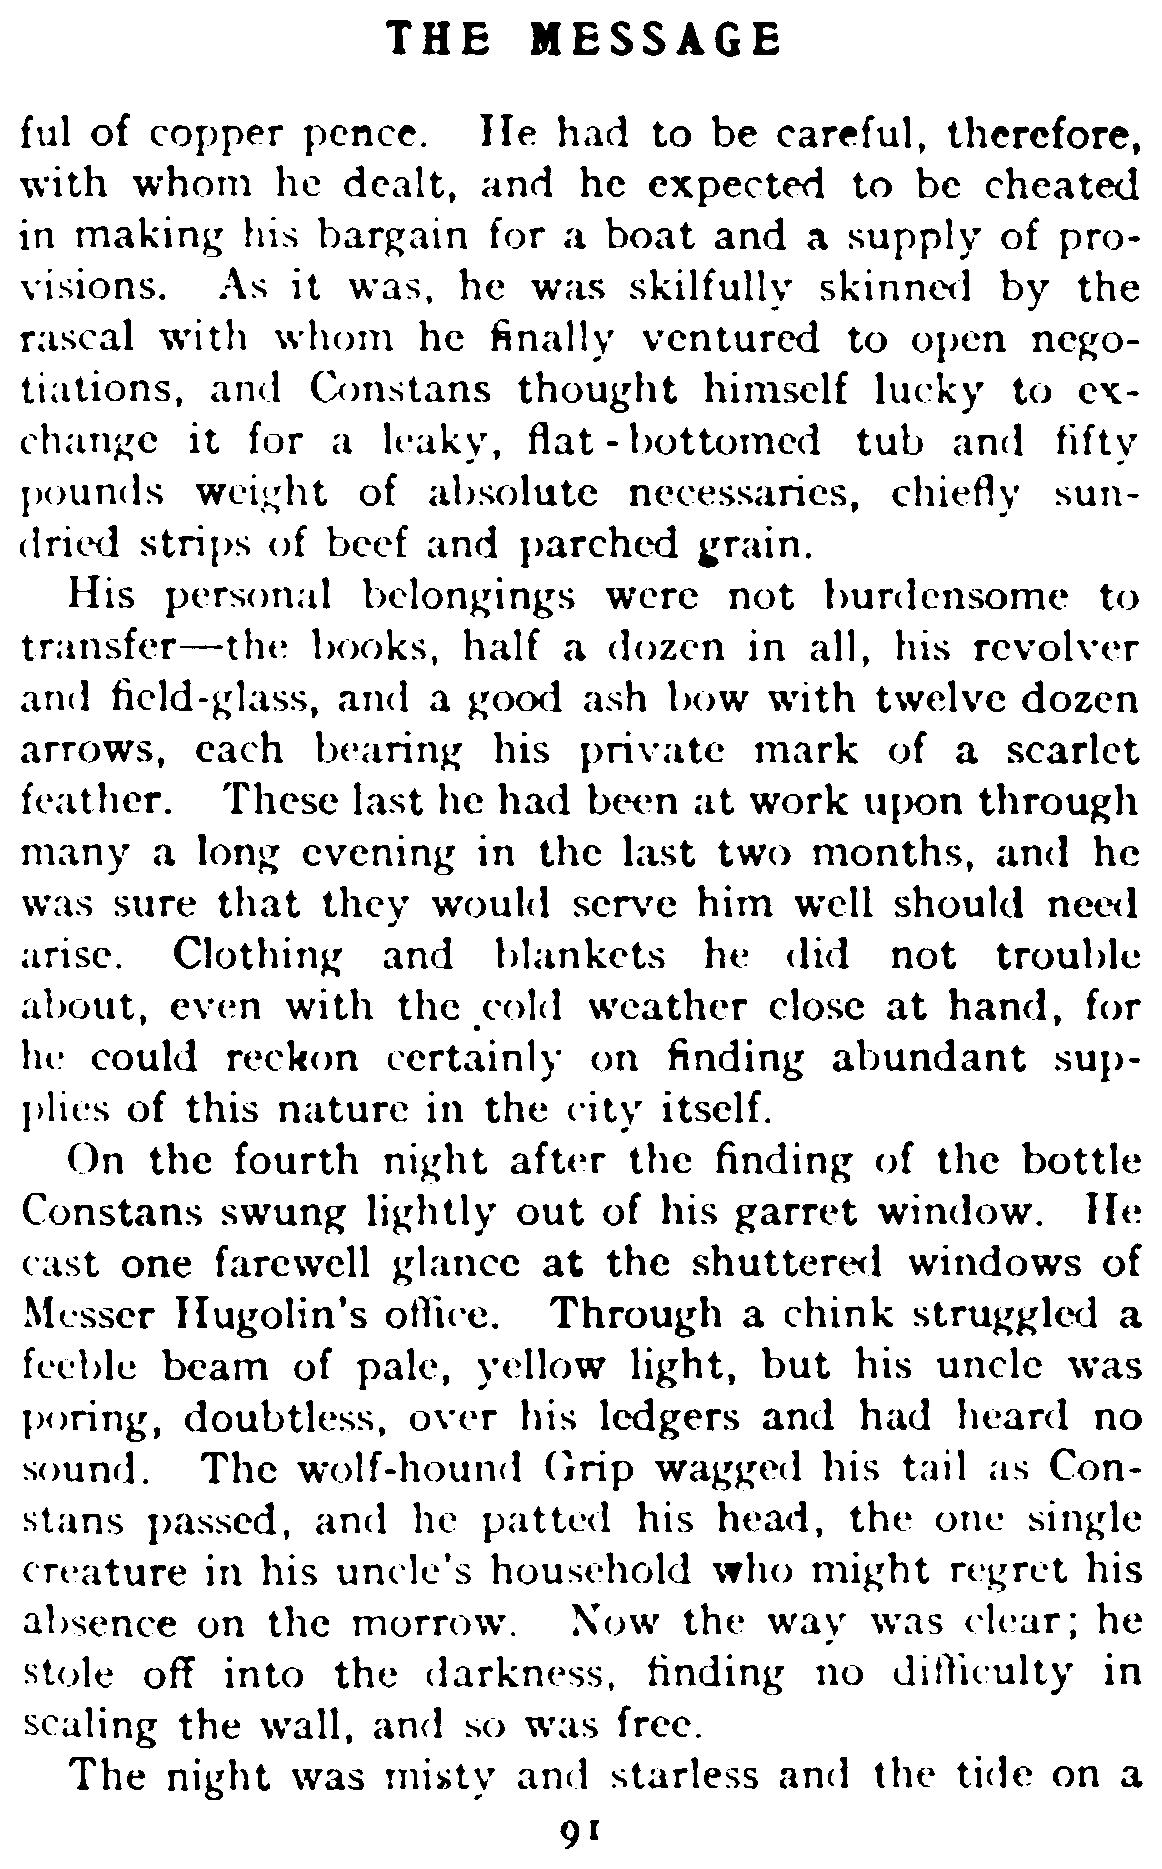 THE MESSAGE
ful of copper pence. He had to be careful, therefore,
with whom he dealt, and he expected to be cheated
in making his bargain for a boat and a supply of pro-
visions. As it was, he was skilfully skinned by the
rascal with whom he finally ventured to open nego-
tiations, and Constans thought himself lucky to ex-
change it for a leaky, flat-bottomed tub and fifty
pounds weight of absolute necessaries, chiefly sun-
dried strips of beef and parched grain.
His personal belongings were not burdensome to
transfer—the books, half a dozen in all, his revolver
and field-glass, and a good ash bow with twelve dozen
arrows, each bearing his private mark of a scarlet
feather. These last he had been at work upon through
many a long evening in the last two months, and he
was sure that they would serve him well should need
arise. Clothing and blankets he did not trouble
about, even with the cold weather close at hand, for
he could reckon certainly on finding abundant sup-
plies of this nature in the city itself.
On the fourth night after the finding of the bottle
Constans swung lightly out of his garret window. He
cast one farewell glance at the shuttered windows of
Messer Hugolin's office. Through a chink struggled a
feeble beam of pale, yellow light, but his uncle was
poring, doubtless, over his ledgers and had heard no
sound. The wolf-hound Grip wagged his tail as Con-
stans passed, and he patted his head, the one single
creature in his uncle's household who might regret his
absence on the morrow. Now the way was clear; he
stole off into the darkness, finding no difficulty in
scaling the wall, and so was free.
The night was misty and starless and the tide on a
91